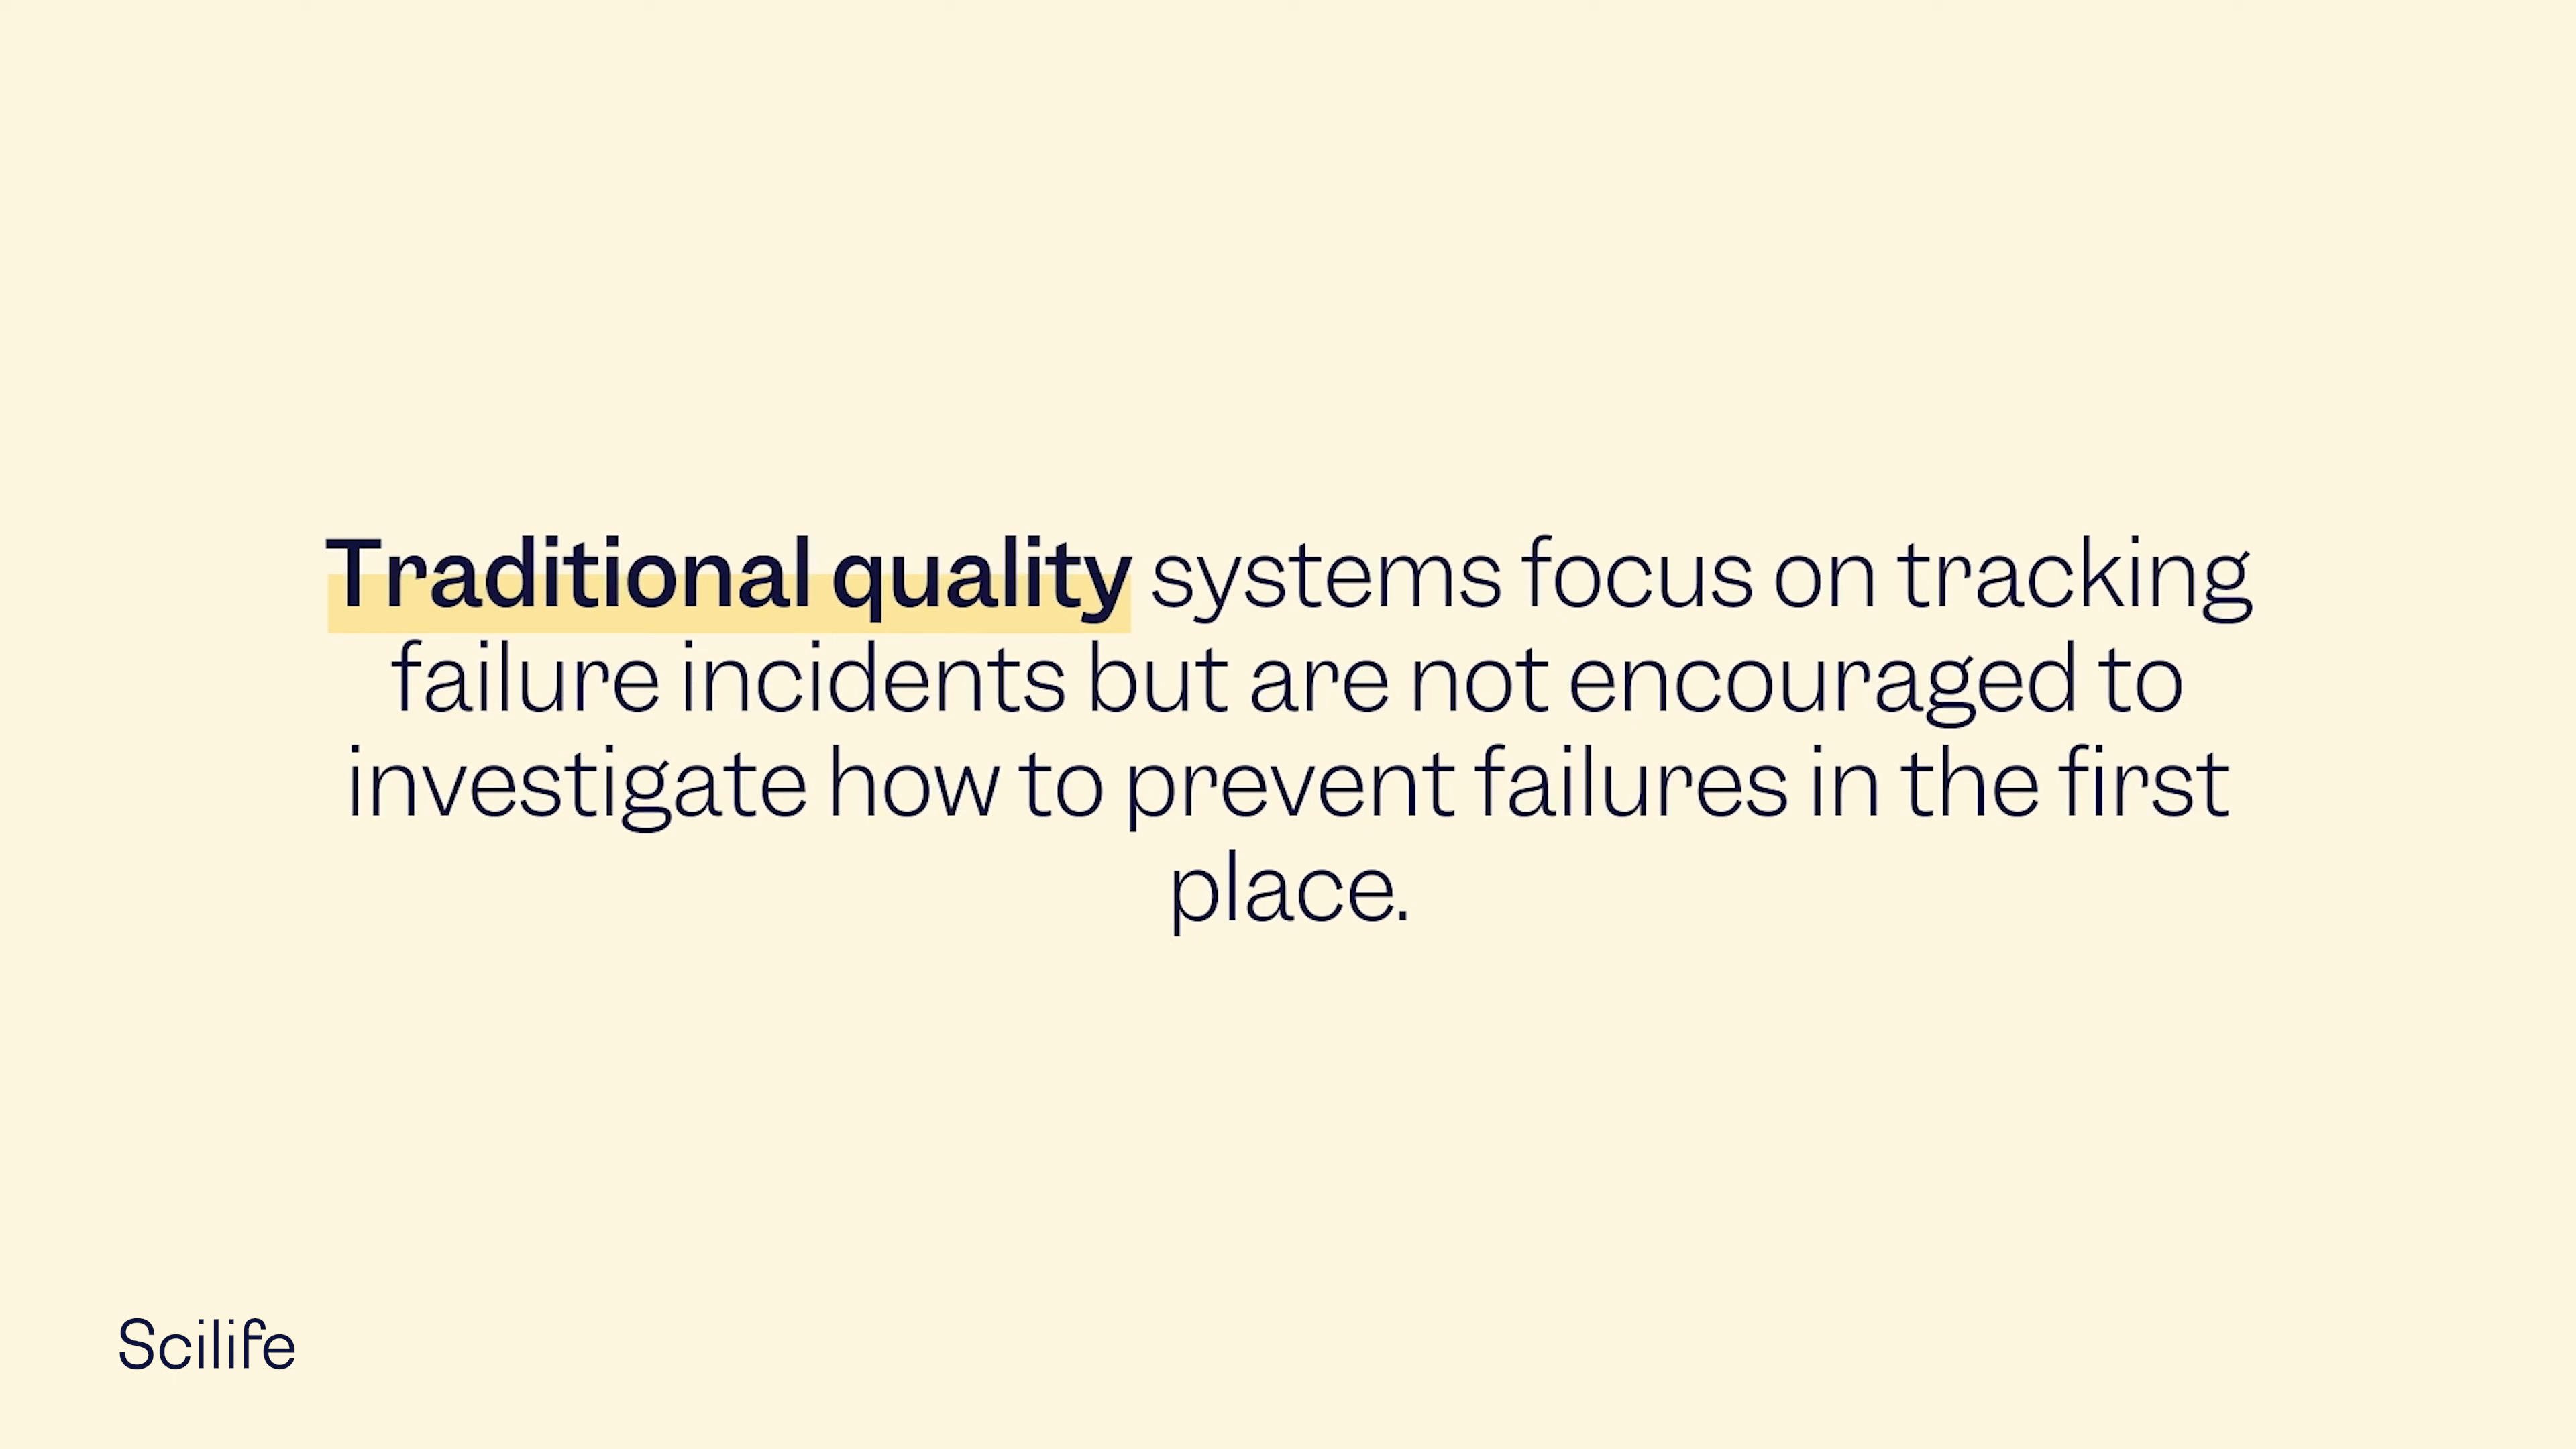 Traditional quality systems focus on tracking
failure incidents but are not encouraged to
investigate how to prevent failures in the first
place.
Scilife